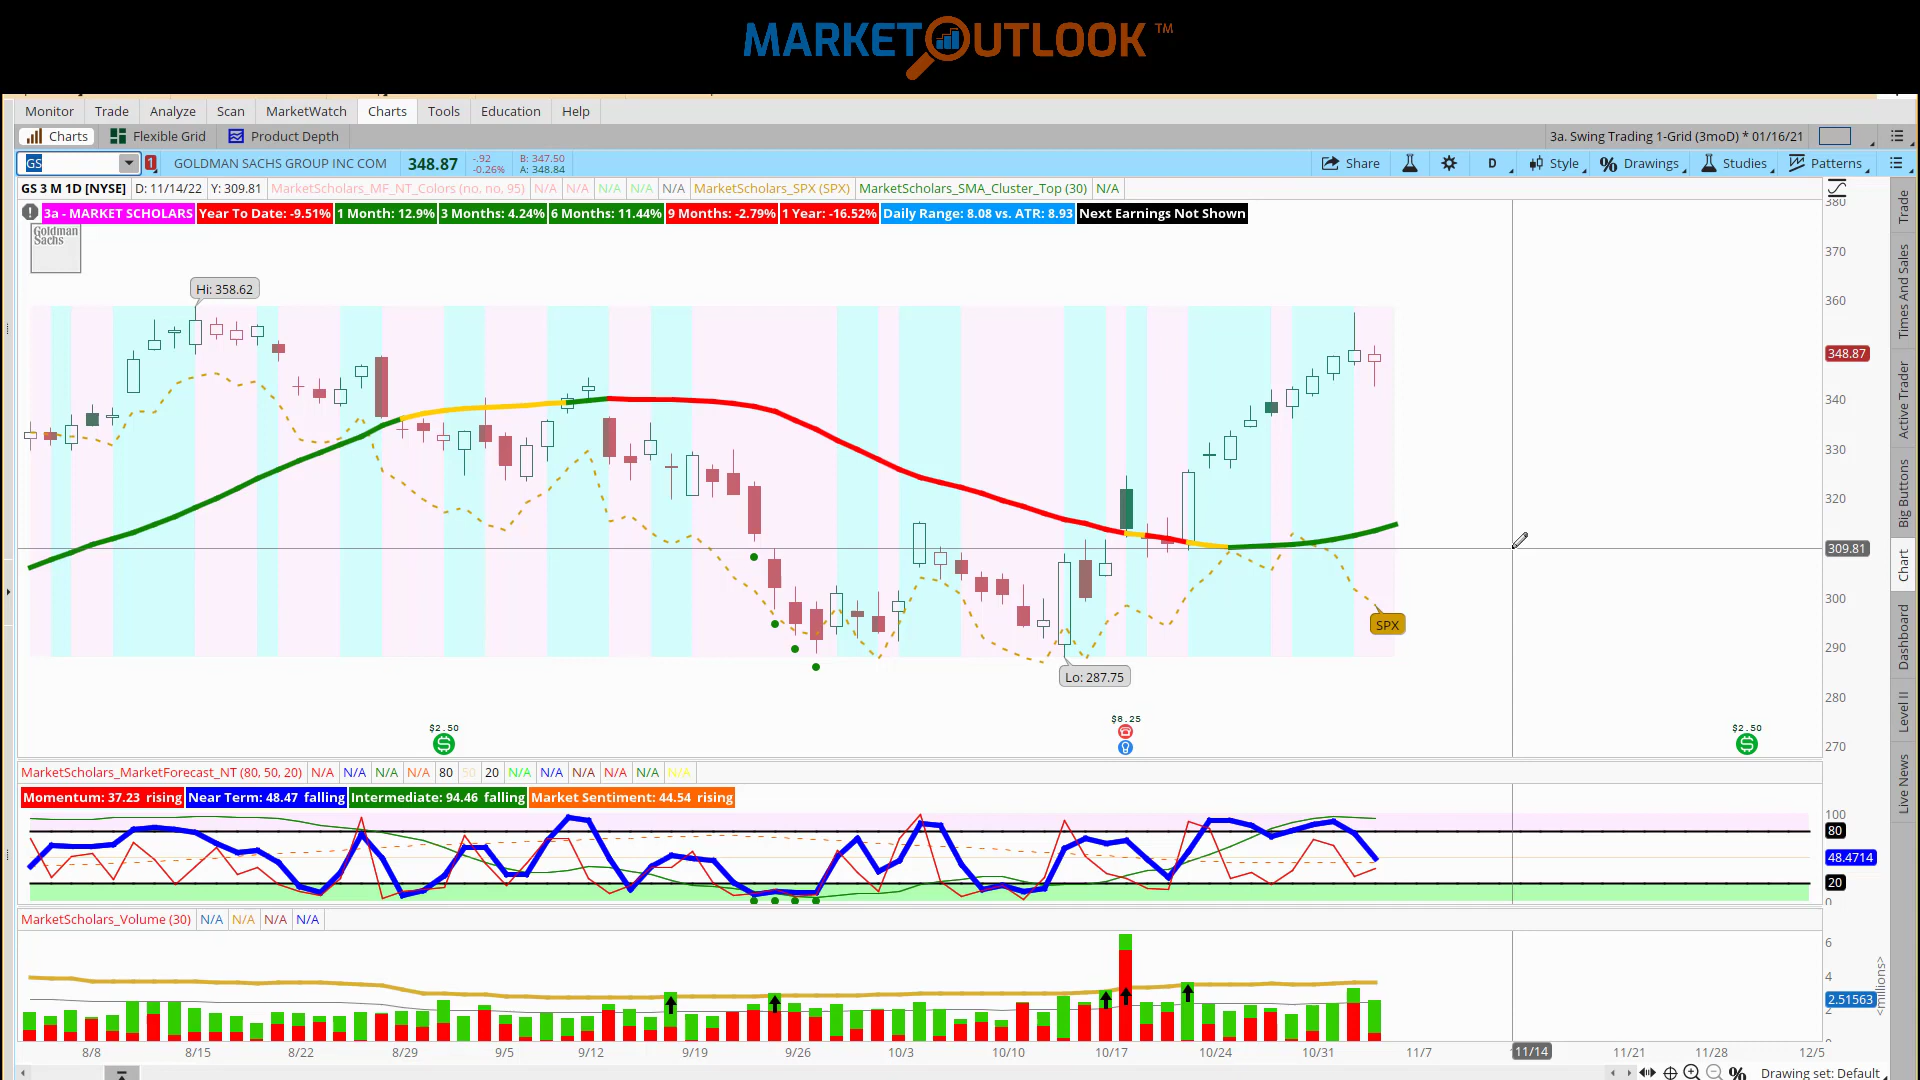 MARKETOUTLOOK™
Monitor Trade Analyze Scan MarketWatch Charts Tools Education Help
Charts Flexible Grid Product Depth 3a. Swing Trading 1-Grid (3moD) * 01/16/21
GS 1 GOLDMAN SACHS GROUP INC COM 348.87 -.92 -0.26% B: 347.50 A: 348.84 Share D Style Drawings Studies Patterns
GS 3 M 1D [NYSE] D: 11/14/22 Y: 309.81 MarketScholars_MF_NT_Colors (no, no, 95) N/A N/A N/A N/A N/A MarketScholars_SPX (SPX) MarketScholars_SMA_Cluster_Top (30) N/A
3a - MARKET SCHOLARS Year To Date: -9.51% 1 Month: 12.9% 3 Months: 4.24% 6 Months: 11.44% 9 Months: -2.79% 1 Year: -16.52% Daily Range: 8.08 vs. ATR: 8.93 Next Earnings Not Shown
Goldman
Sachs
Hi: 358.62
Lo: 287.75
SPX
380
370
360
348.87
340
330
320
309.81
300
290
280
270
$2.50 $8.25 $2.50
MarketScholars_MarketForecast_NT (80, 50, 20) N/A N/A N/A N/A 80 50 20 N/A N/A N/A N/A N/A N/A
Momentum: 37.23 rising Near Term: 48.47 falling Intermediate: 94.46 falling Market Sentiment: 44.54 rising
100
80
48.4714
20
0
MarketScholars_Volume (30) N/A N/A N/A N/A
6
4
2.51563
2
0
<millions>
8/8 8/15 8/22 8/29 9/5 9/12 9/19 9/26 10/3 10/10 10/17 10/24 10/31 11/7 11/14 11/21 11/28 12/5
Drawing set: Default
Trade
Times And Sales
Active Trader
Big Buttons
Chart
Dashboard
Level II
Live News